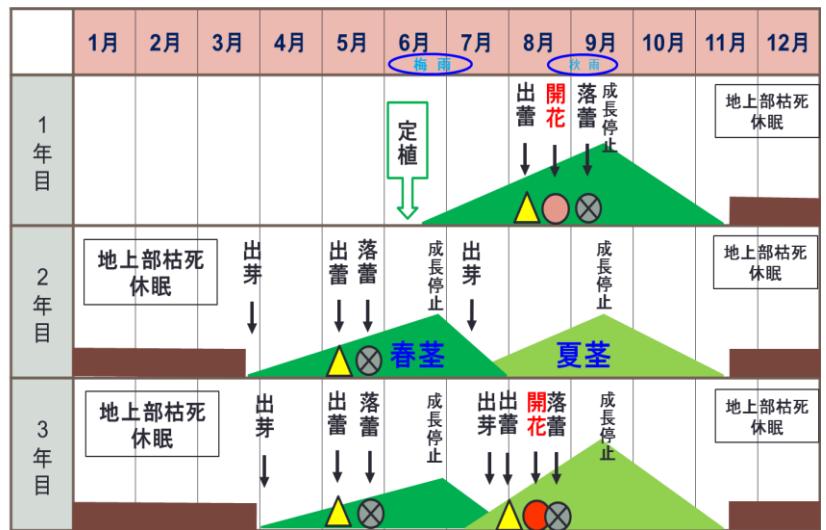 1月 2月 3月 4月 5月 6月 7月 8月 9月 10月 11月 12月
梅雨 秋雨
1年目
定植
出蕾
開花
落蕾
成長停止
地上部枯死
休眠
2年目
地上部枯死
休眠
出芽
出蕾
落蕾
成長停止
出芽
成長停止
地上部枯死
休眠
春茎
夏茎
3年目
地上部枯死
休眠
出芽
出蕾
落蕾
成長停止
出芽
出蕾
開花
落蕾
成長停止
地上部枯死
休眠